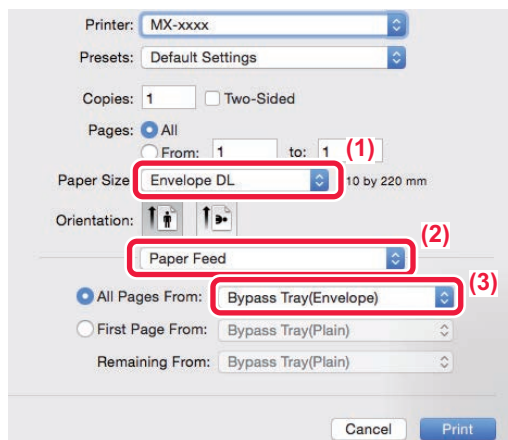 Printer: MX-xxxx
Presets: Default Settings
Copies: 1 Two-Sided
Pages: All
From: 1 to: 1 (1)
Paper Size Envelope DL 10 by 220 mm
Orientation:
(2)
Paper Feed
(3)
All Pages From: Bypass Tray(Envelope)
First Page From: Bypass Tray(Plain)
Remaining From: Bypass Tray(Plain)
Cancel Print